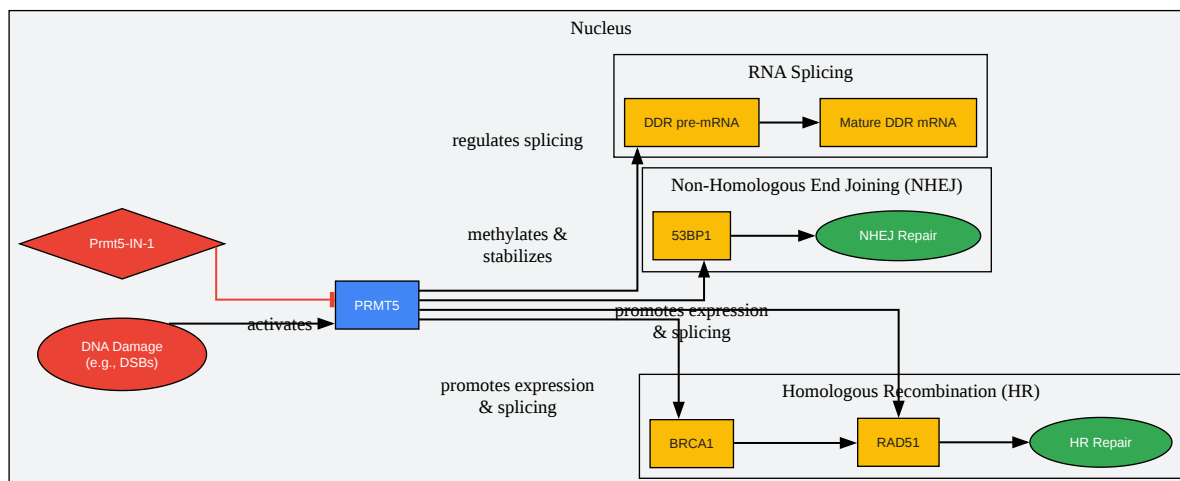 Nucleus
RNA Splicing
DDR pre-mRNA
Mature DDR mRNA
regulates splicing
Non-Homologous End Joining (NHEJ)
53BP1
NHEJ Repair
methylates &
stabilizes
Prmt5-IN-1
PRMT5
activates
DNA Damage
(e.g., DSBs)
promotes expression
& splicing
promotes expression
& splicing
Homologous Recombination (HR)
BRCA1
RAD51
HR Repair